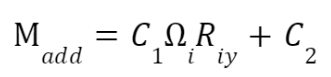 M_add = C_1 Ω_i R_iy + C_2